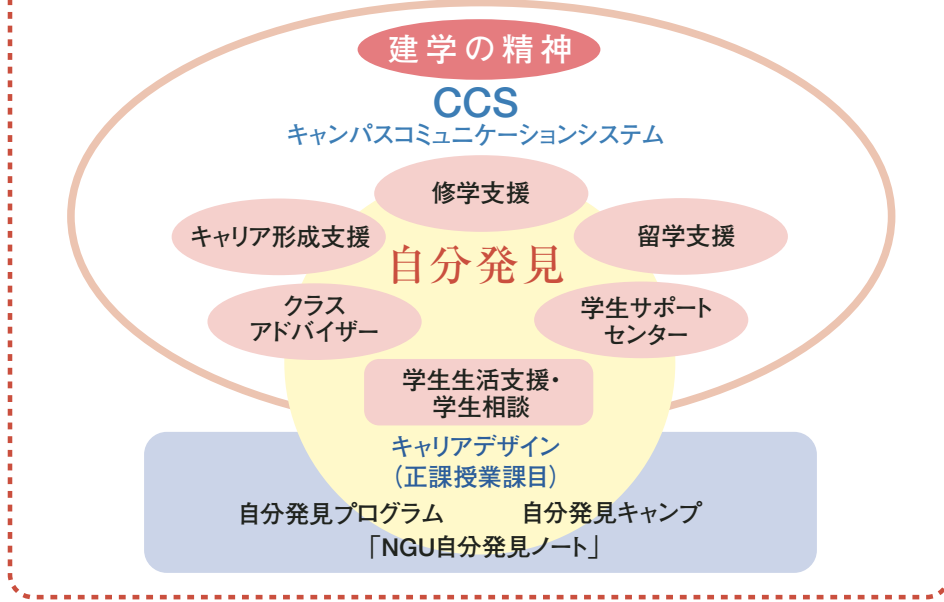 建学の精神
CCS
キャンパスコミュニケーションシステム
修学支援
キャリア形成支援
留学支援
自分発見
クラス
アドバイザー
学生サポート
センター
学生生活支援・
学生相談
キャリアデザイン
（正課授業課目）
自分発見プログラム
自分発見キャンプ
「NGU自分発見ノート」